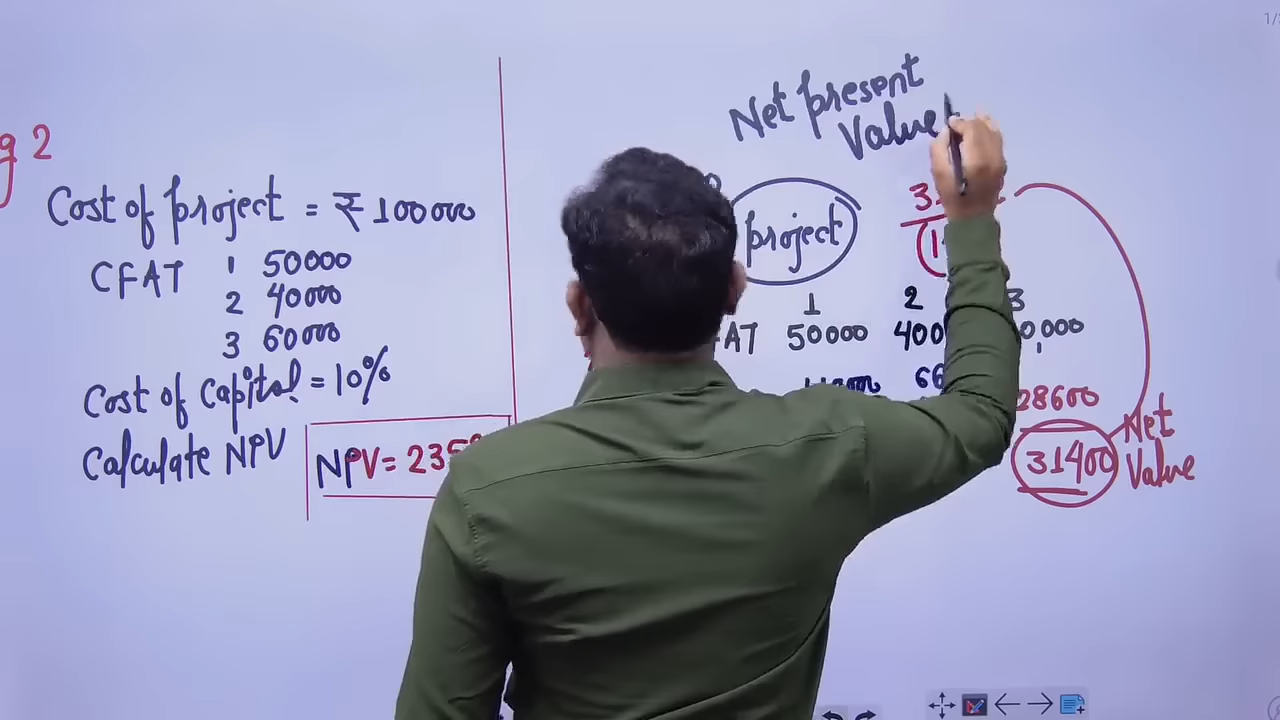 g 2
Cost of project = ₹ 100000
CFAT 1 50000
2 40000
3 60000
Cost of Capital = 10%
Calculate NPV
NPV = 235
Net present
Value
project
1 2 3
50000 400 0,000
66 28600
31400
Net
Value